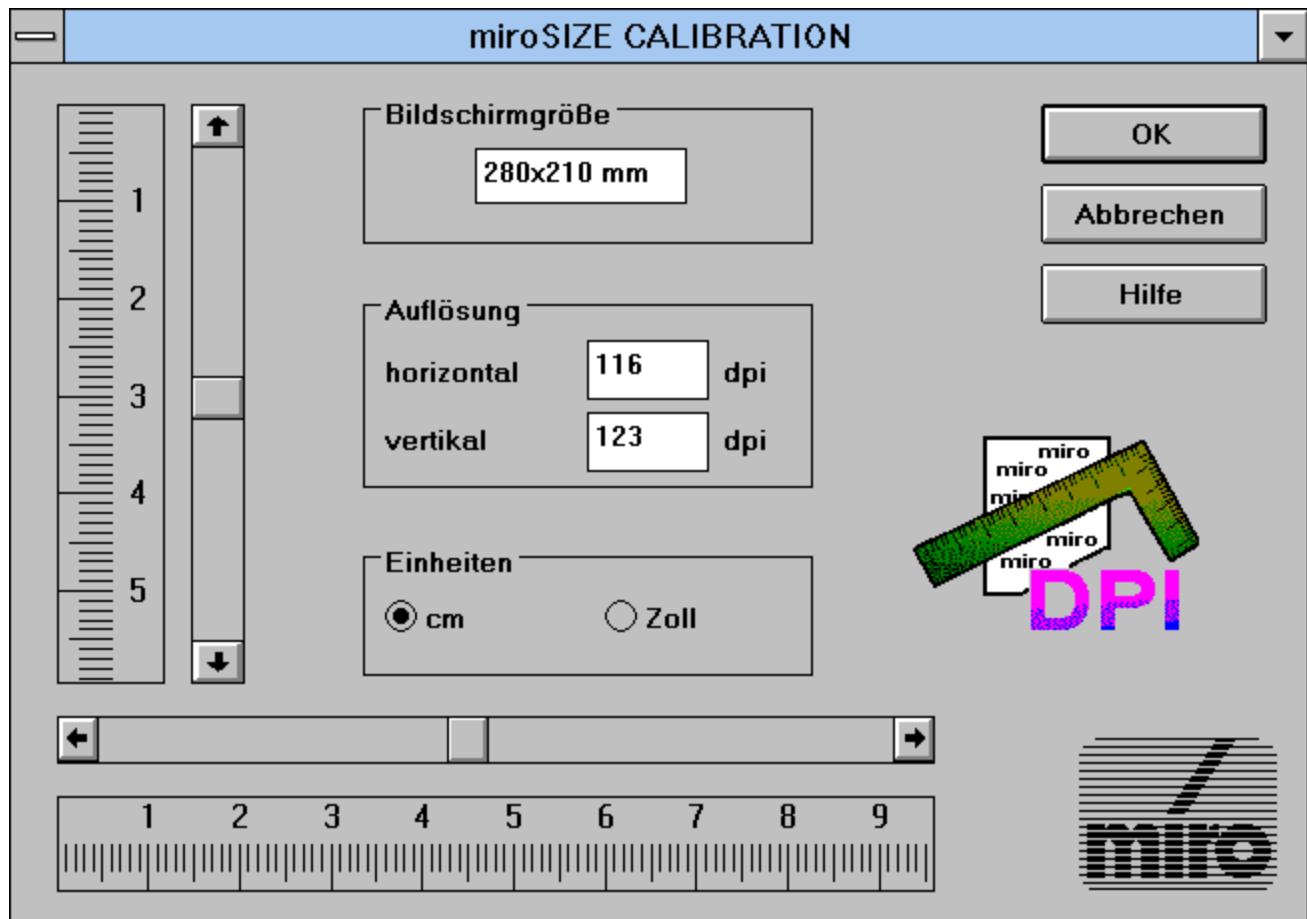 miroSIZE CALIBRATION
1
2
3
4
5
Bildschirmgröße
280x210 mm
Auflösung
horizontal 116 dpi
vertikal 123 dpi
Einheiten
cm Zoll
OK
Abbrechen
Hilfe
miro
miro
miro
miro
DPI
1 2 3 4 5 6 7 8 9
miro